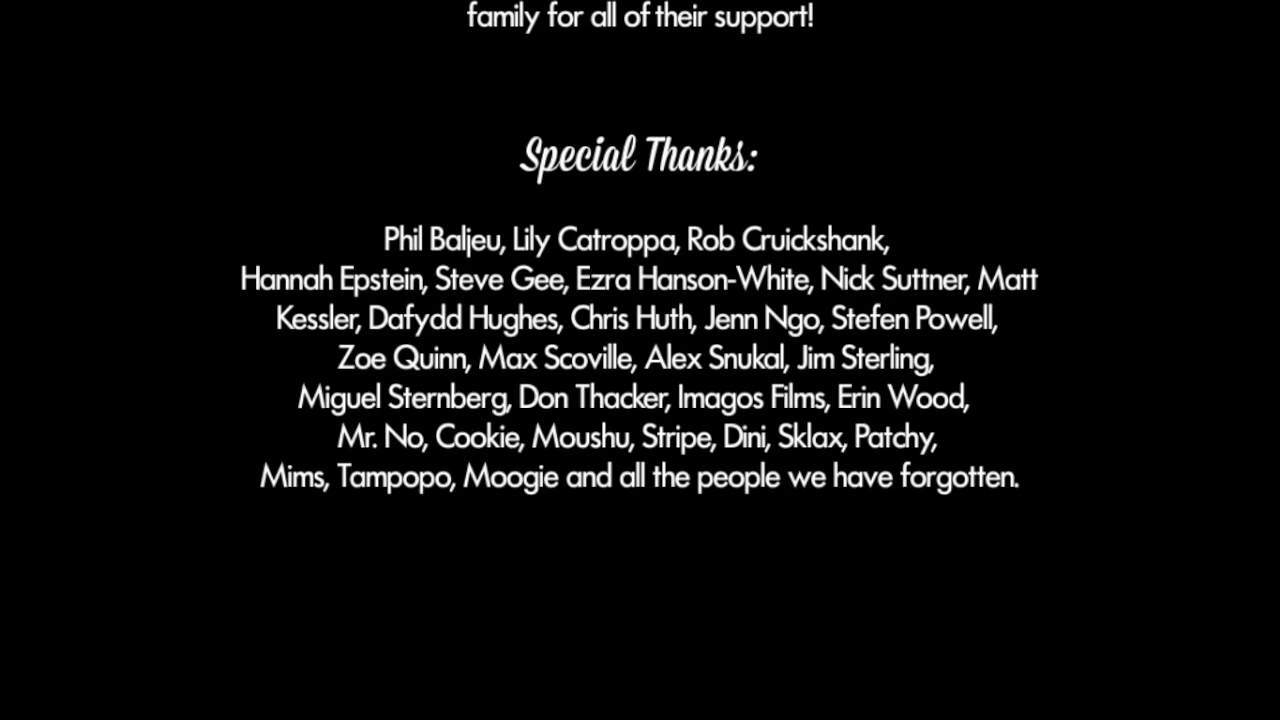 family for all of their support!
Special Thanks:
Phil Baljeu, Lily Catroppa, Rob Cruickshank,
Hannah Epstein, Steve Gee, Ezra Hanson-White, Nick Suttner, Matt
Kessler, Dafydd Hughes, Chris Huth, Jenn Ngo, Stefen Powell,
Zoe Quinn, Max Scoville, Alex Snukal, Jim Sterling,
Miguel Sternberg, Don Thacker, Imagos Films, Erin Wood,
Mr. No, Cookie, Moushu, Stripe, Dini, Sklax, Patchy,
Mims, Tampopo, Moogie and all the people we have forgotten.